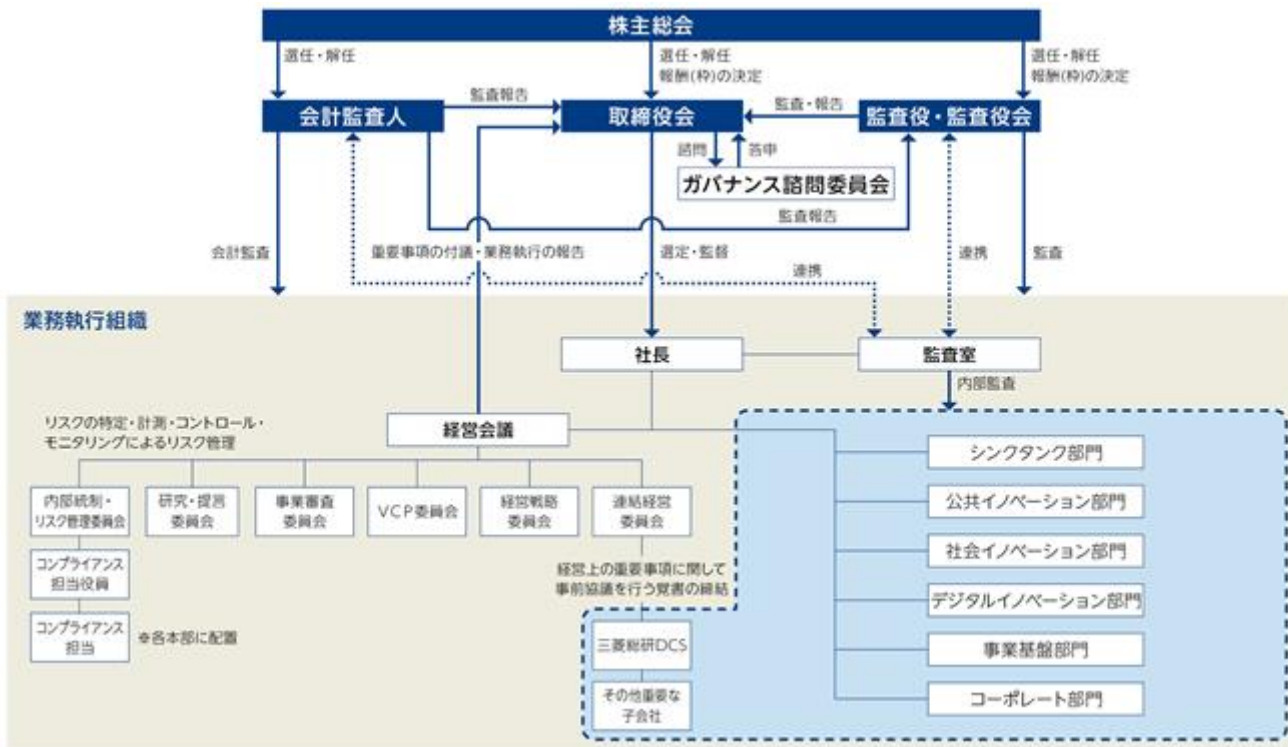 株主総会
選任・解任
選任・解任
報酬(枠)の決定
選任・解任
報酬(枠)の決定
監査報告
監査・報告
会計監査人
取締役会
監査役・監査役会
諮問
答申
ガバナンス諮問委員会
監査報告
会計監査
重要事項の付議・業務執行の報告
選定・監督
連携
連携
監査
業務執行組織
社長
監査室
内部監査
リスクの特定・計測・コントロール・
モニタリングによるリスク管理
経営会議
内部統制・
リスク管理委員会
研究・提言
委員会
事業審査
委員会
VCP委員会
経営戦略
委員会
連結経営
委員会
コンプライアンス
担当役員
コンプライアンス
担当
※各本部に配置
経営上の重要事項に関して
事前協議を行う覚書の締結
三菱総研DCS
その他重要な
子会社
シンクタンク部門
公共イノベーション部門
社会イノベーション部門
デジタルイノベーション部門
事業基盤部門
コーポレート部門